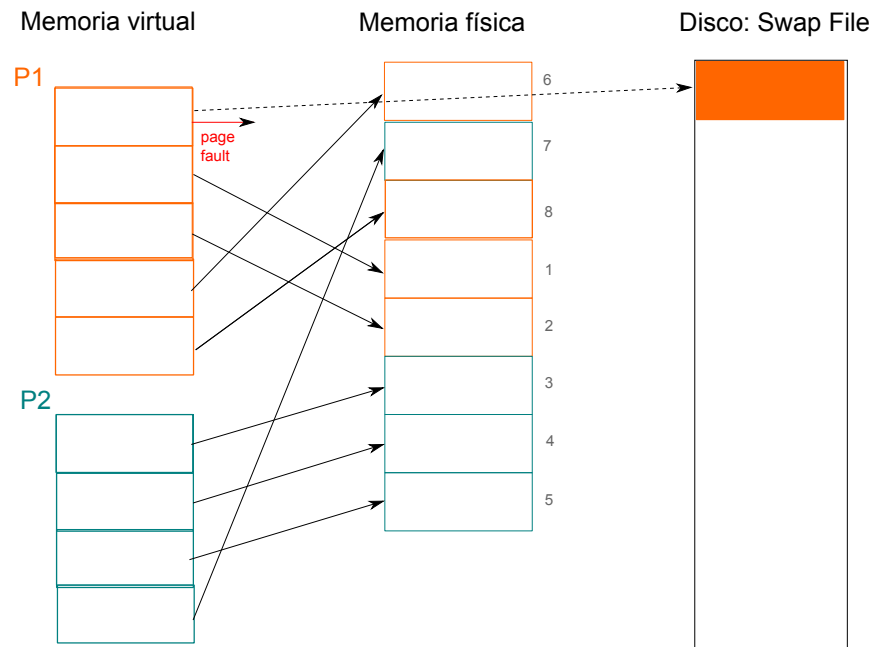 Memoria virtual
Memoria física
Disco: Swap File
P1
page
fault
6
7
8
1
2
3
4
5
P2